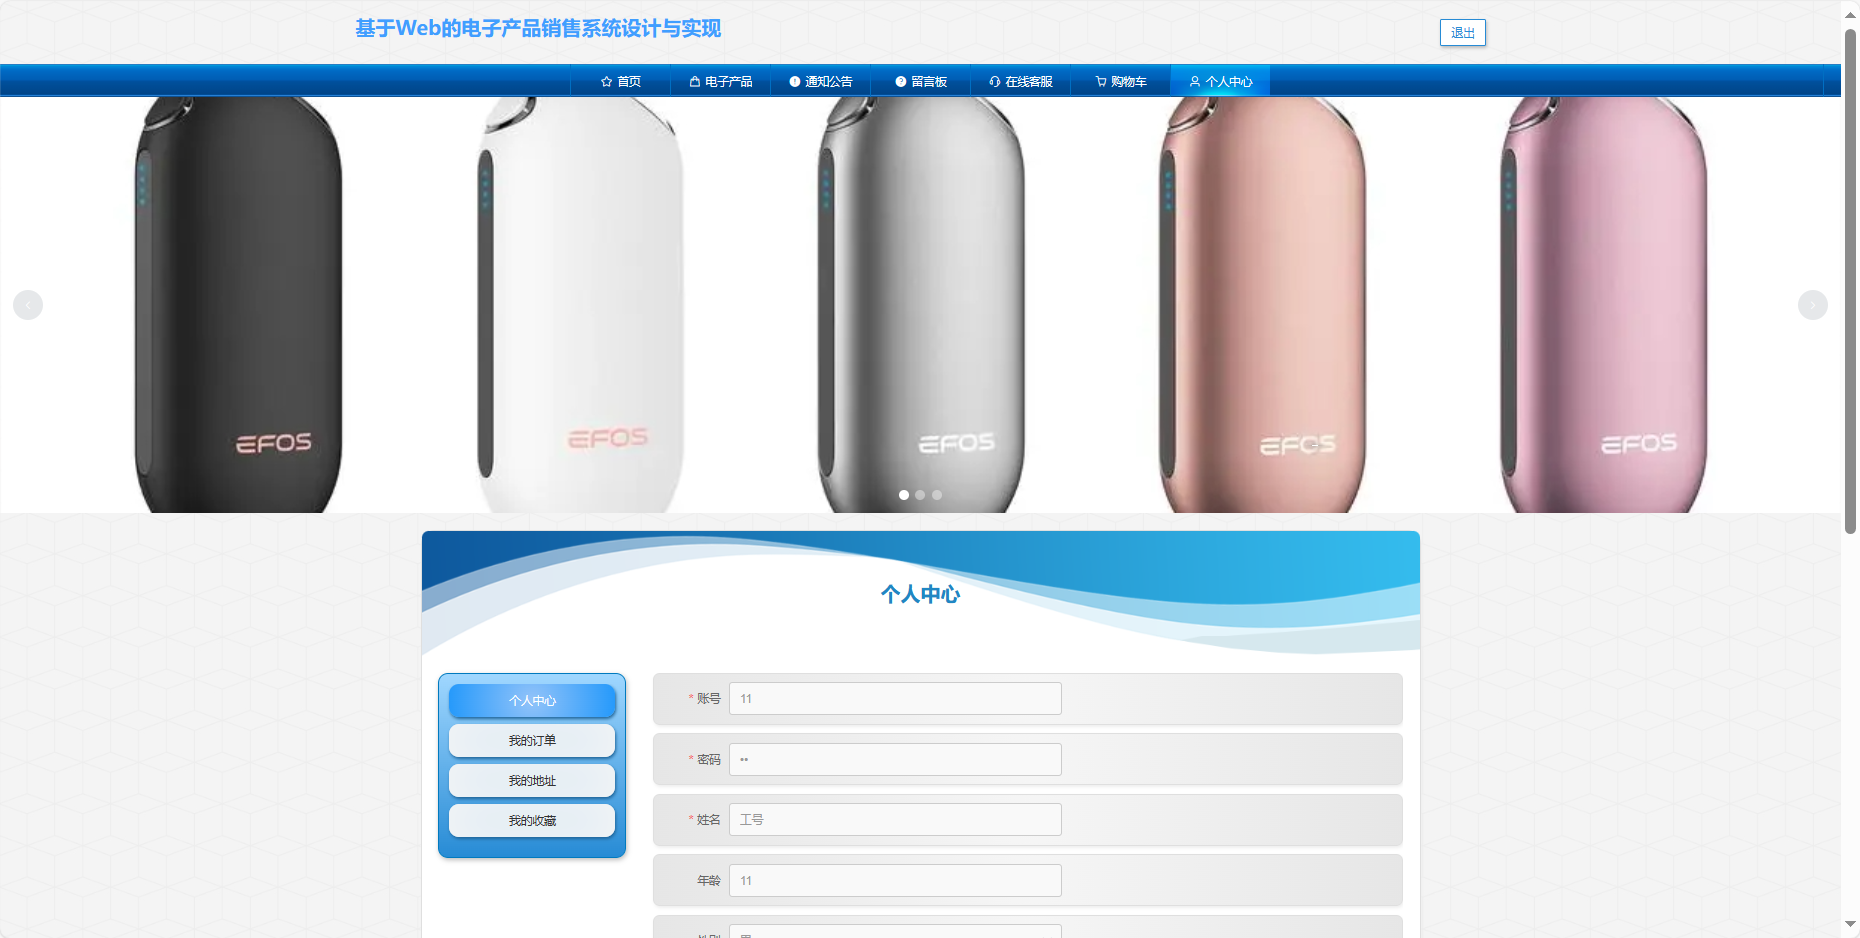 基于Web的电子产品销售系统设计与实现
退出
首页
电子产品
通知公告
留言板
在线客服
购物车
个人中心
EFOS
EFOS
EFOS
EFOS
EFOS
个人中心
个人中心
我的订单
我的地址
我的收藏
* 账号 11
* 密码 ••
* 姓名 工号
年龄 11